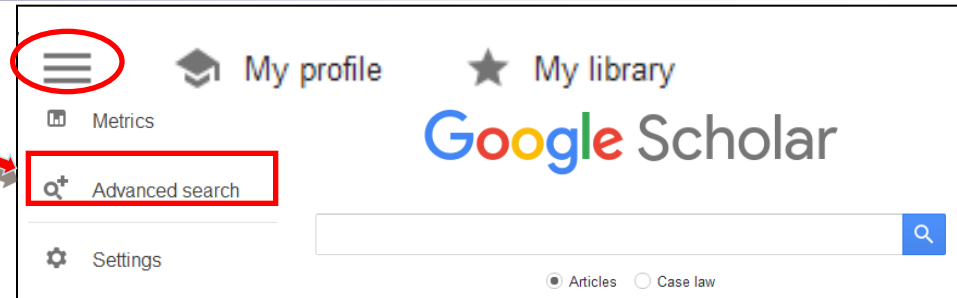 My profile My library
Metrics
Google Scholar
Advanced search
Settings
Articles Case law